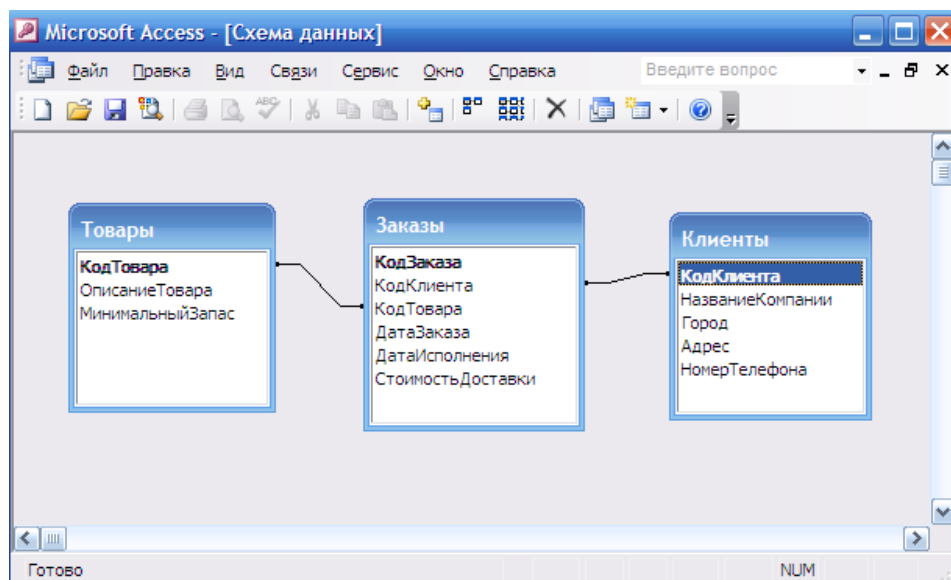 Microsoft Access - [Схема данных]
Файл Правка Вид Связи Сервис Окно Справка Введите вопрос
ABC
Товары
КодТовара
ОписаниеТовара
МинимальныйЗапас
Заказы
КодЗаказа
КодКлиента
КодТовара
ДатаЗаказа
ДатаИсполнения
СтоимостьДоставки
Клиенты
КодКлиента
НазваниеКомпании
Город
Адрес
НомерТелефона
Готово NUM